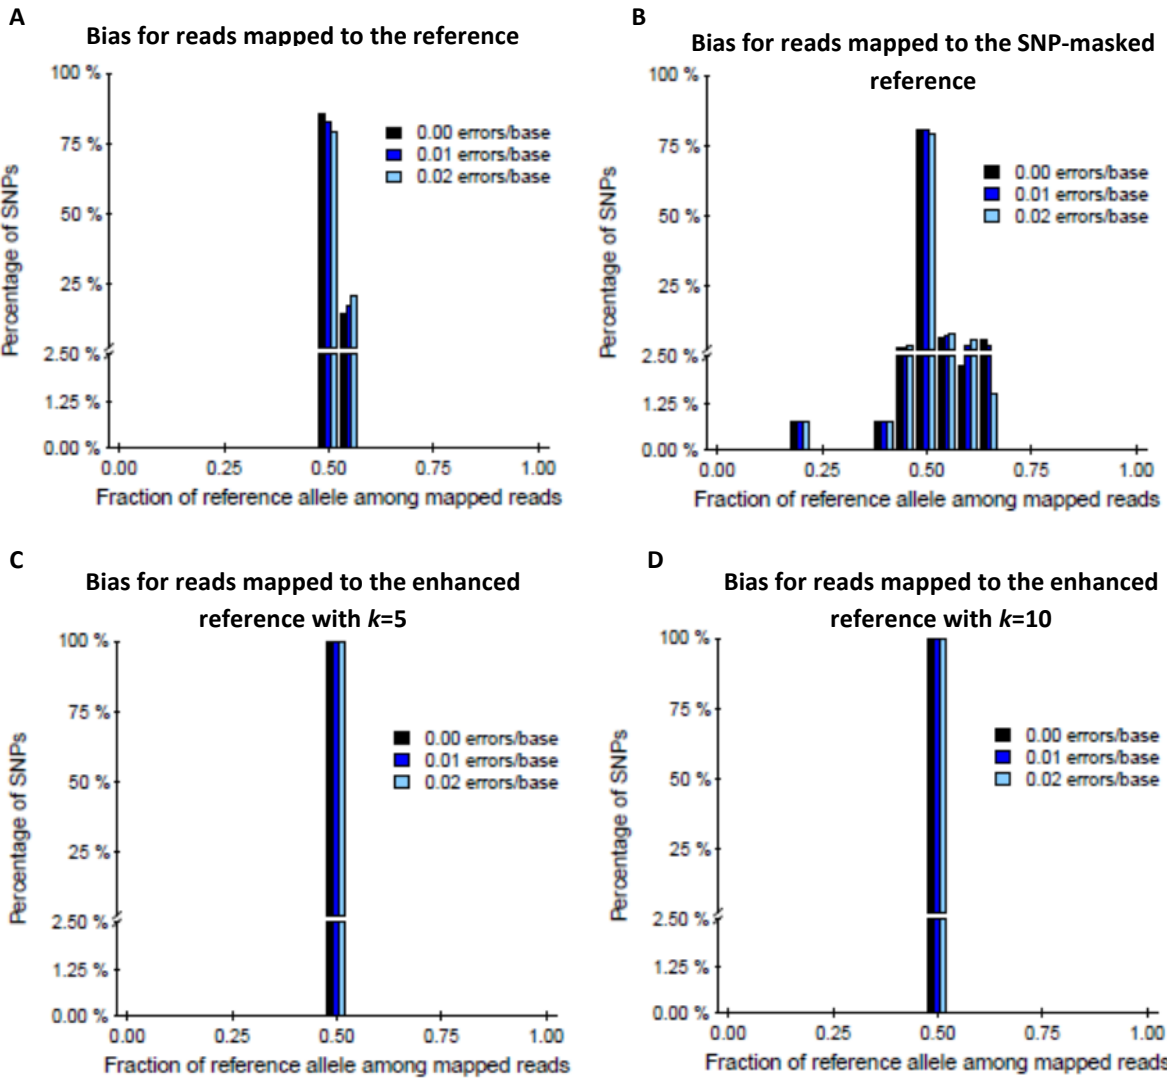 A
Bias for reads mapped to the reference
100 %
75 %
50 %
25 %
2.50 %
1.25 %
0.00 %
Percentage of SNPs
0.00 errors/base
0.01 errors/base
0.02 errors/base
0.00 0.25 0.50 0.75 1.00
Fraction of reference allele among mapped reads
B
Bias for reads mapped to the SNP-masked
reference
100 %
75 %
50 %
25 %
2.50 %
1.25 %
0.00 %
Percentage of SNPs
0.00 errors/base
0.01 errors/base
0.02 errors/base
0.00 0.25 0.50 0.75 1.00
Fraction of reference allele among mapped reads
C
Bias for reads mapped to the enhanced
reference with k=5
100 %
75 %
50 %
25 %
2.50 %
1.25 %
0.00 %
Percentage of SNPs
0.00 errors/base
0.01 errors/base
0.02 errors/base
0.00 0.25 0.50 0.75 1.00
Fraction of reference allele among mapped reads
D
Bias for reads mapped to the enhanced
reference with k=10
100 %
75 %
50 %
25 %
2.50 %
1.25 %
0.00 %
Percentage of SNPs
0.00 errors/base
0.01 errors/base
0.02 errors/base
0.00 0.25 0.50 0.75 1.00
Fraction of reference allele among mapped reads